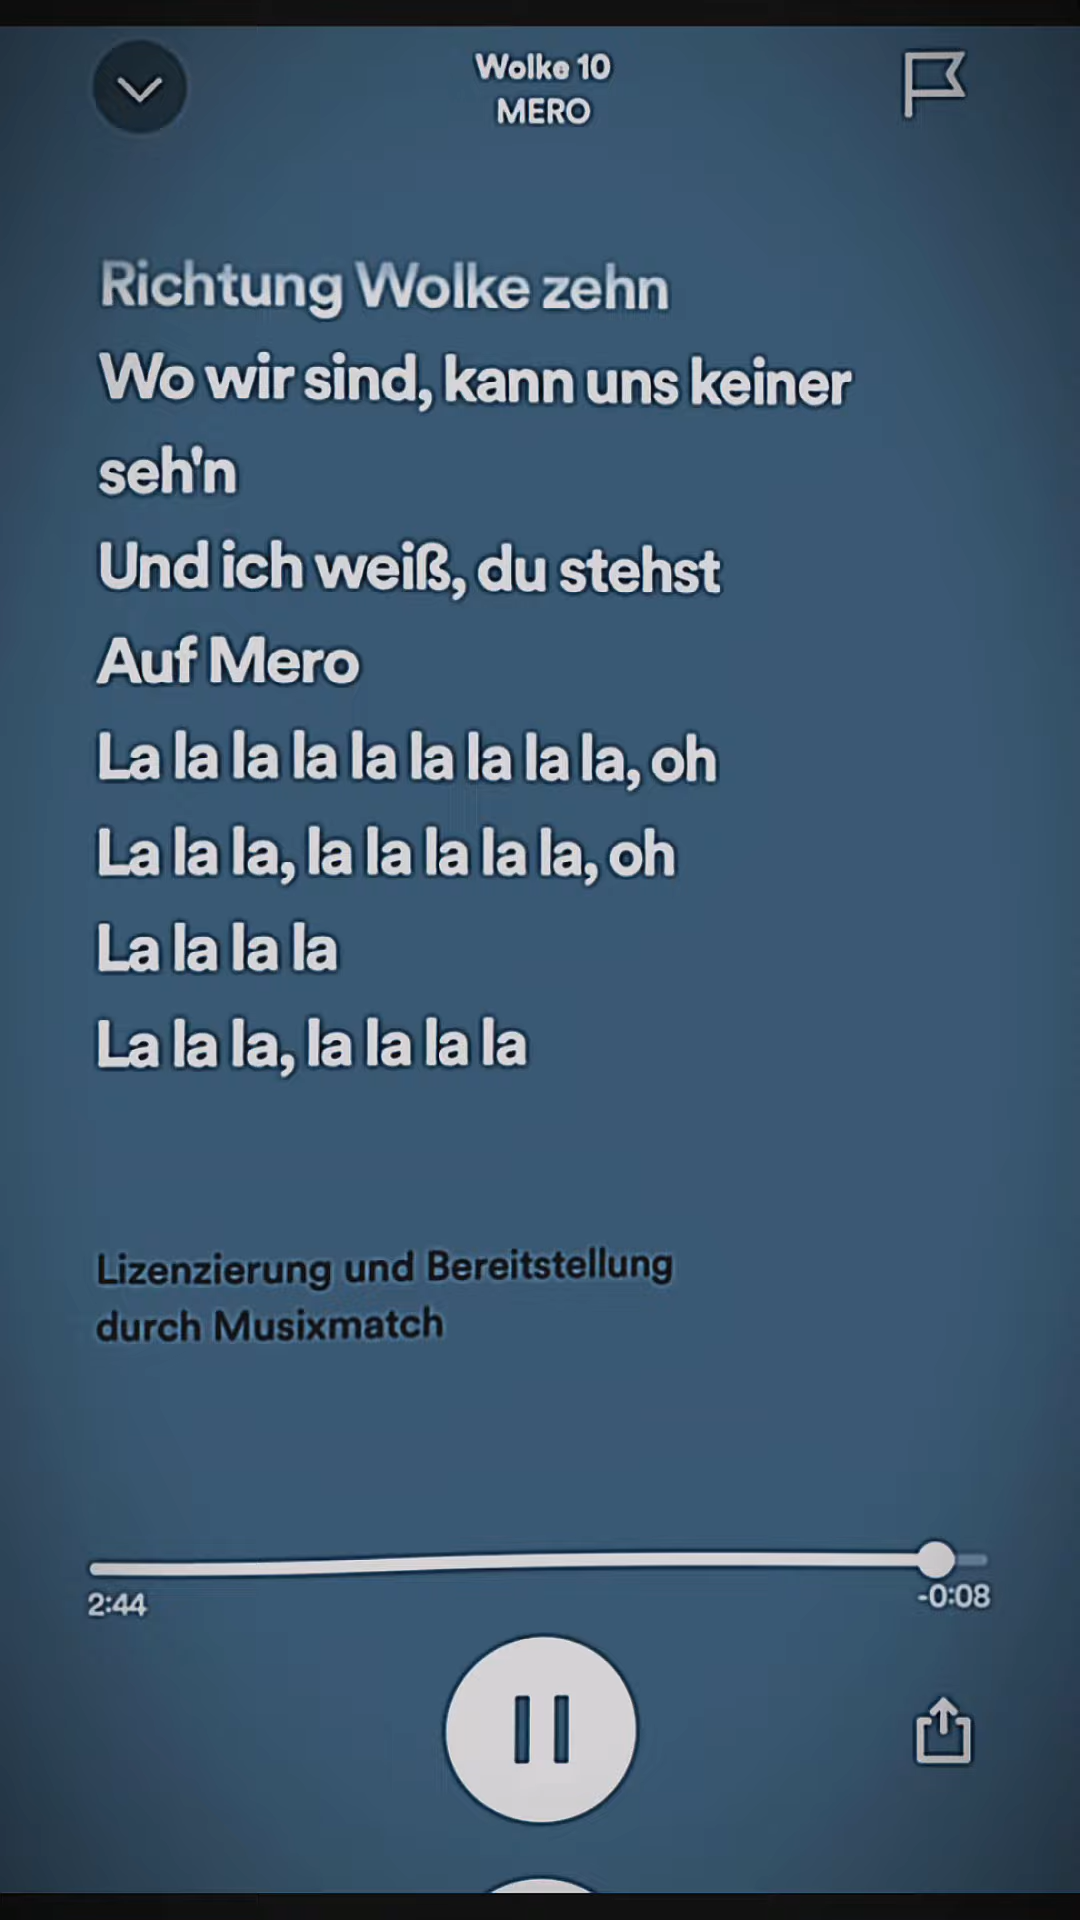 Wolke 10
MERO
Richtung Wolke zehn
Wo wir sind, kann uns keiner
seh'n
Und ich weiß, du stehst
Auf Mero
La la la la la la la la la, oh
La la la, la la la la la, oh
La la la la
La la la, la la la la
Lizenzierung und Bereitstellung
durch Musixmatch
2:44
-0:08